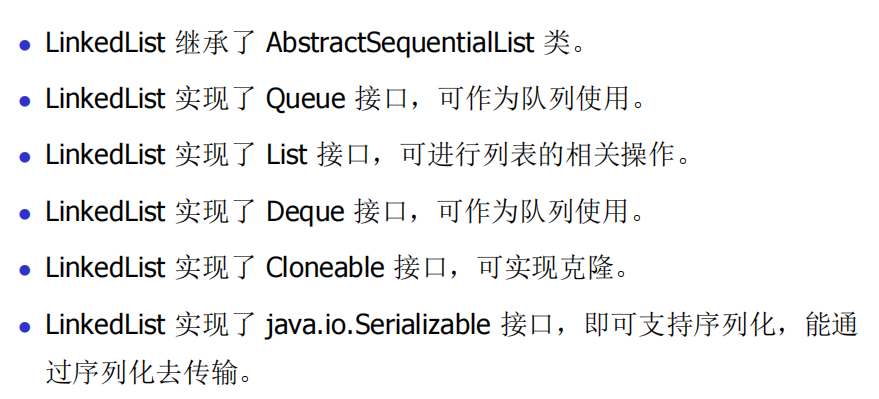 • LinkedList 继承了 AbstractSequentialList 类。
• LinkedList 实现了 Queue 接口，可作为队列使用。
• LinkedList 实现了 List 接口，可进行列表的相关操作。
• LinkedList 实现了 Deque 接口，可作为队列使用。
• LinkedList 实现了 Cloneable 接口，可实现克隆。
• LinkedList 实现了 java.io.Serializable 接口，即可支持序列化，能通
过序列化去传输。